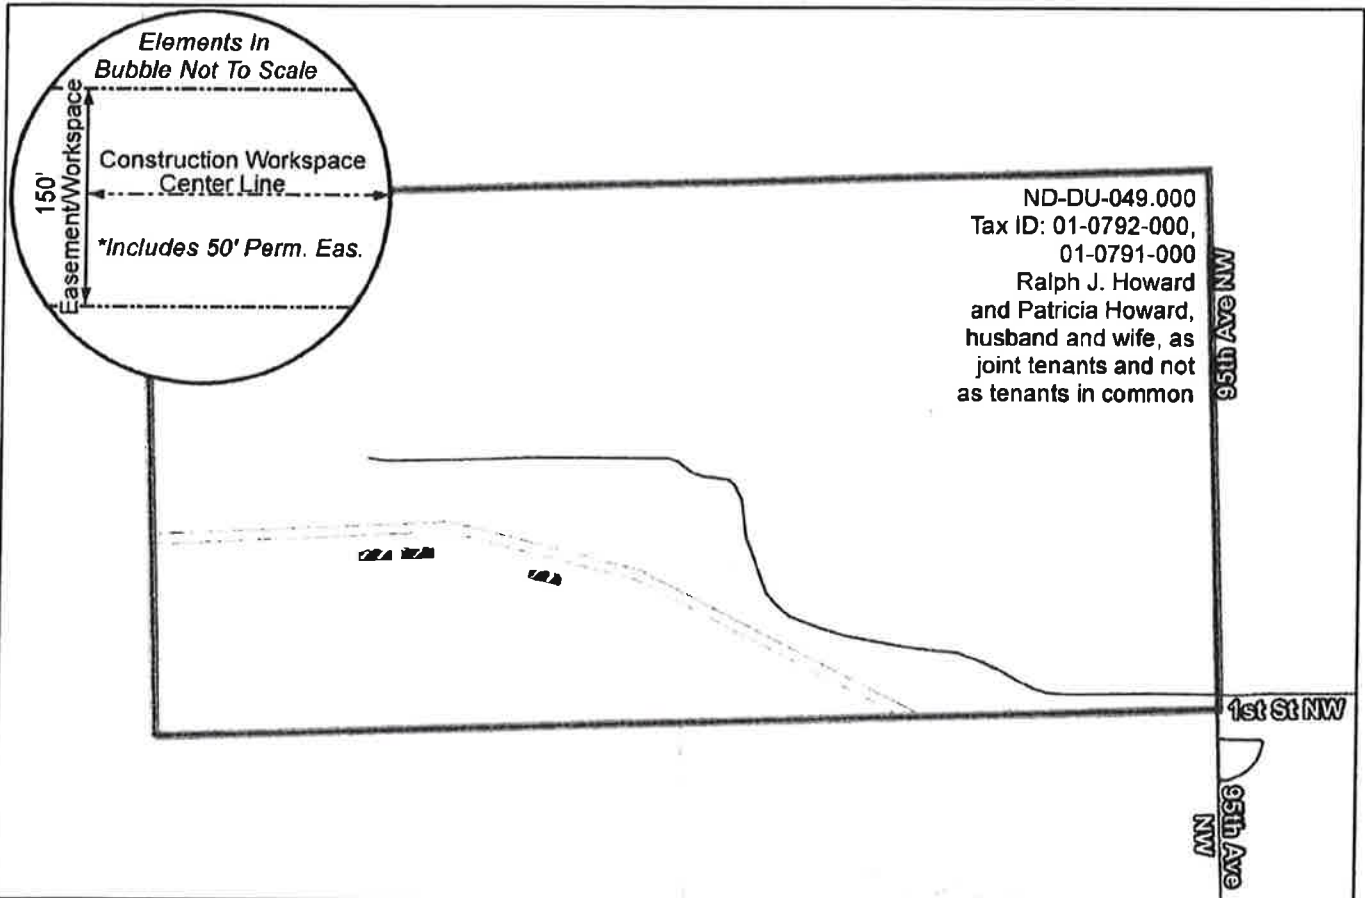 Elements In
Bubble Not To Scale
150'
Easement/Workspace
Construction Workspace
Center Line
*Includes 50' Perm. Eas.
ND-DU-049.000
Tax ID: 01-0792-000,
01-0791-000
Ralph J. Howard
and Patricia Howard,
husband and wife, as
joint tenants and not
as tenants in common
95th Ave NW
1st St NW
95th Ave
NW